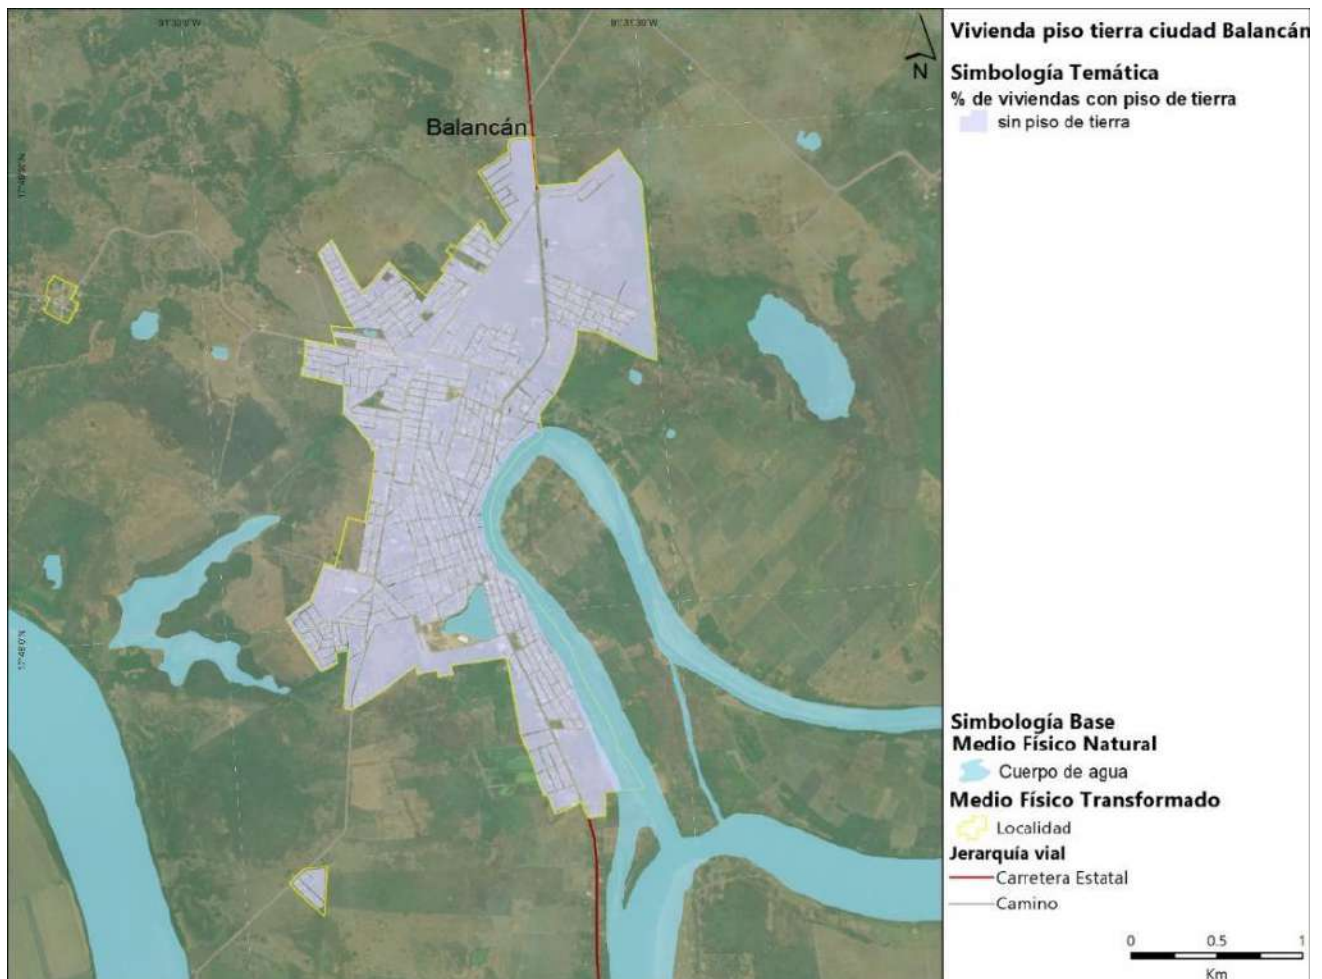 Vivienda piso tierra ciudad Balancán
Simbología Temática
% de viviendas con piso de tierra
sin piso de tierra
Balancán
N
Simbología Base
Medio Físico Natural
Cuerpo de agua
Medio Físico Transformado
Localidad
Jerarquía vial
Carretera Estatal
Camino
0 0.5 1
Km